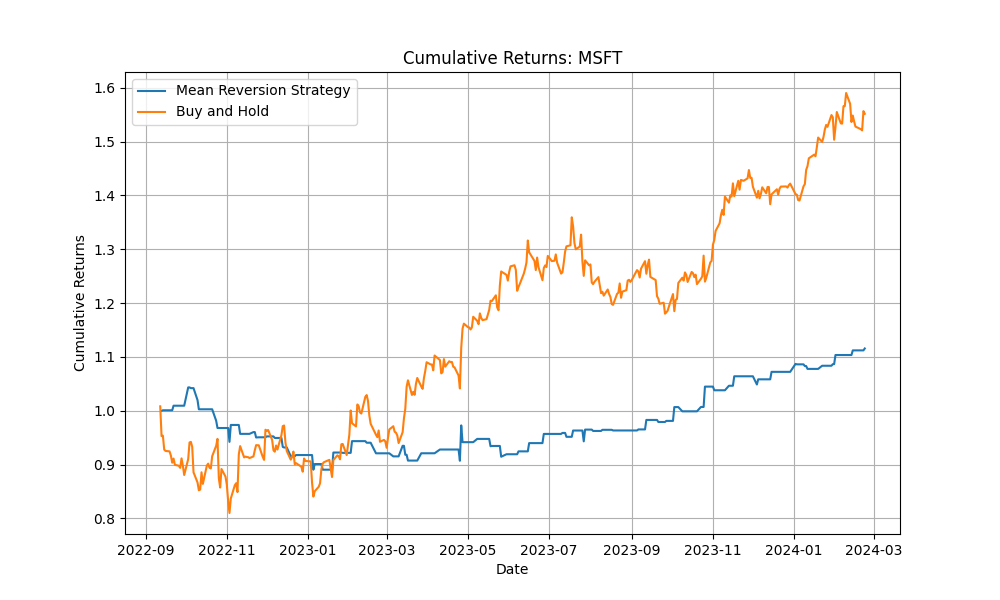 Cumulative Returns: MSFT
Mean Reversion Strategy
Buy and Hold
Cumulative Returns
1.6
1.5
1.4
1.3
1.2
1.1
1.0
0.9
0.8
2022-09 2022-11 2023-01 2023-03 2023-05 2023-07 2023-09 2023-11 2024-01 2024-03
Date